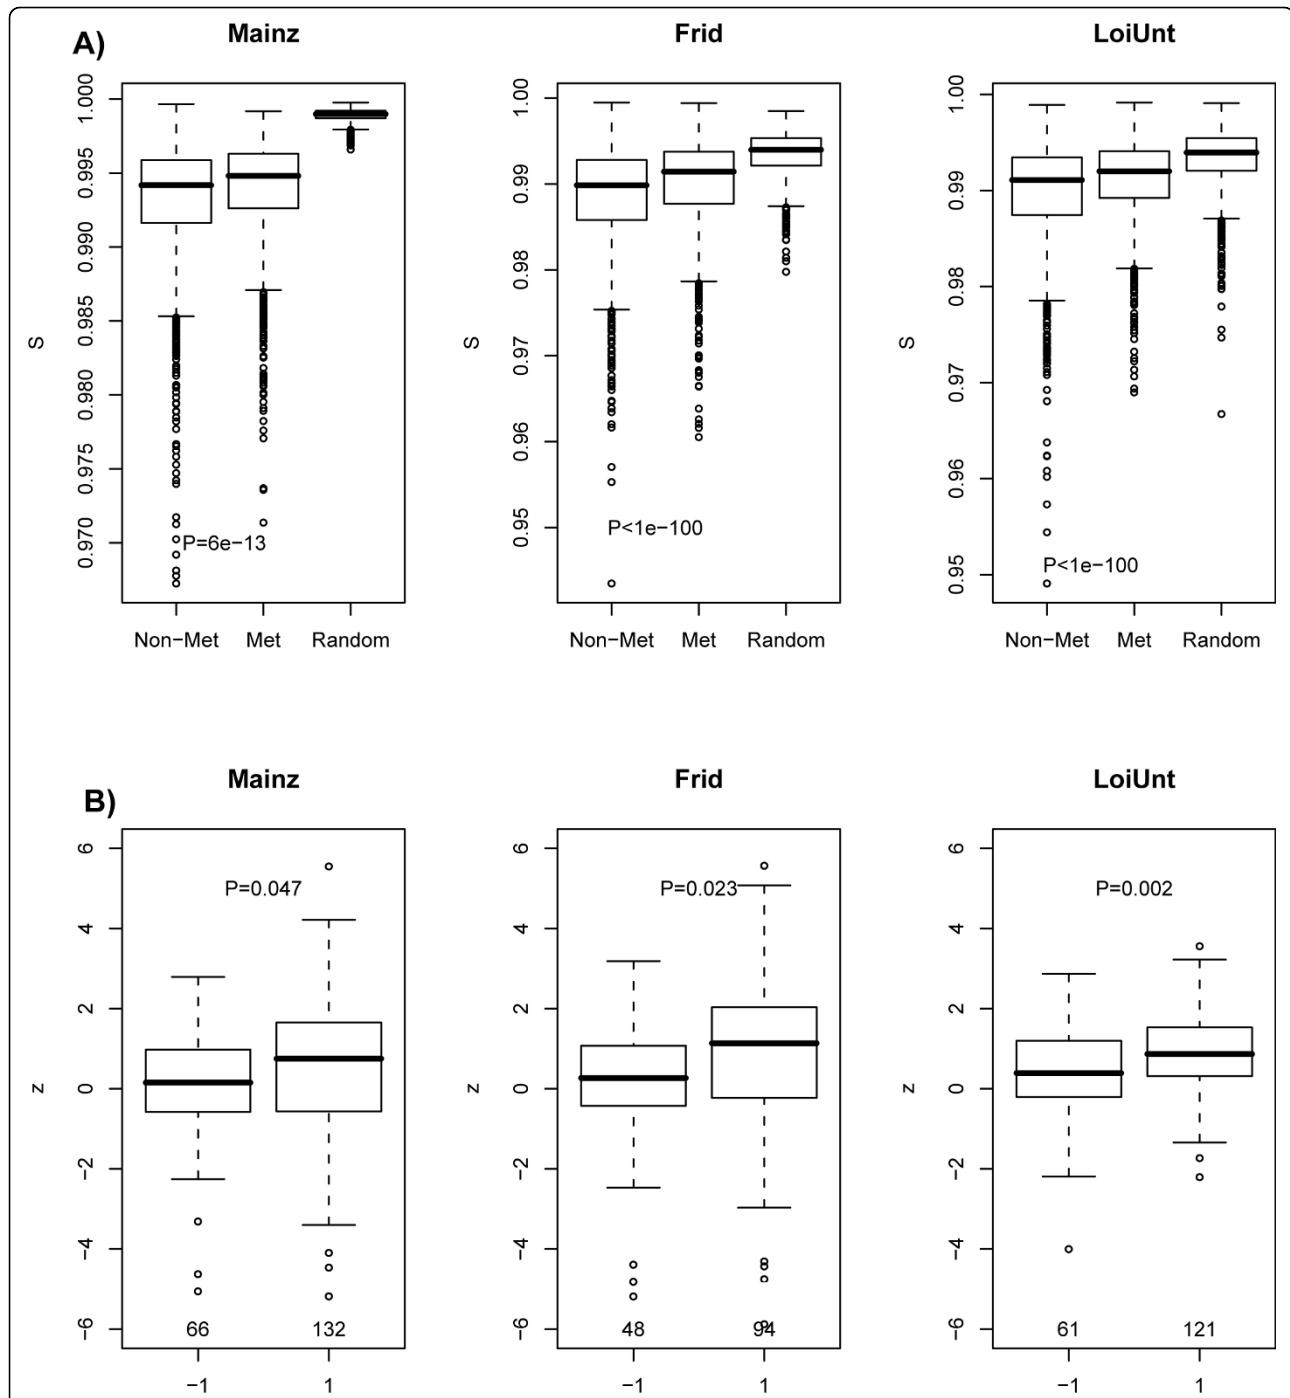 A)
Mainz
Frid
LoiUnt
S
1.000
0.995
0.990
0.985
0.980
0.975
0.970
P=6e−13
Non−Met Met Random
S
1.00
0.99
0.98
0.97
0.96
0.95
P<1e−100
Non−Met Met Random
S
1.00
0.99
0.98
0.97
0.96
0.95
P<1e−100
Non−Met Met Random
B)
Mainz
Frid
LoiUnt
z
6
4
2
0
−2
−4
−6
P=0.047
66 132
−1 1
z
6
4
2
0
−2
−4
−6
P=0.023
48 94
−1 1
z
6
4
2
0
−2
−4
−6
P=0.002
61 121
−1 1